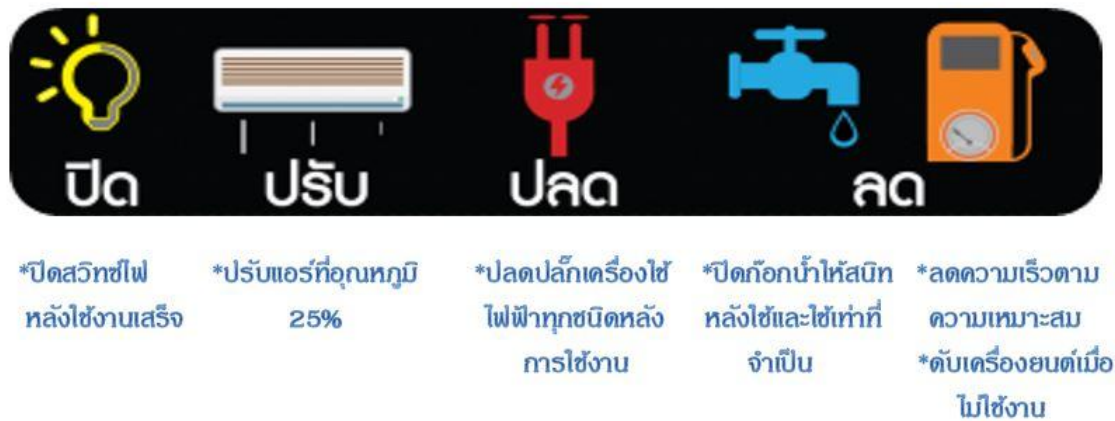 ปิด ปรับ ปลด ลด
*ปิดสวิทซ์ไฟ
หลังใช้งานเสร็จ
*ปรับแอร์ที่อุณหภูมิ
25%
*ปลดปลั๊กเครื่องใช้
ไฟฟ้าทุกชนิดหลัง
การใช้งาน
*ปิดก๊อกน้ำให้สนิท
หลังใช้และใช้เท่าที่
จำเป็น
*ลดความเร็วตาม
ความเหมาะสม
*ดับเครื่องยนต์เมื่อ
ไม่ใช้งาน